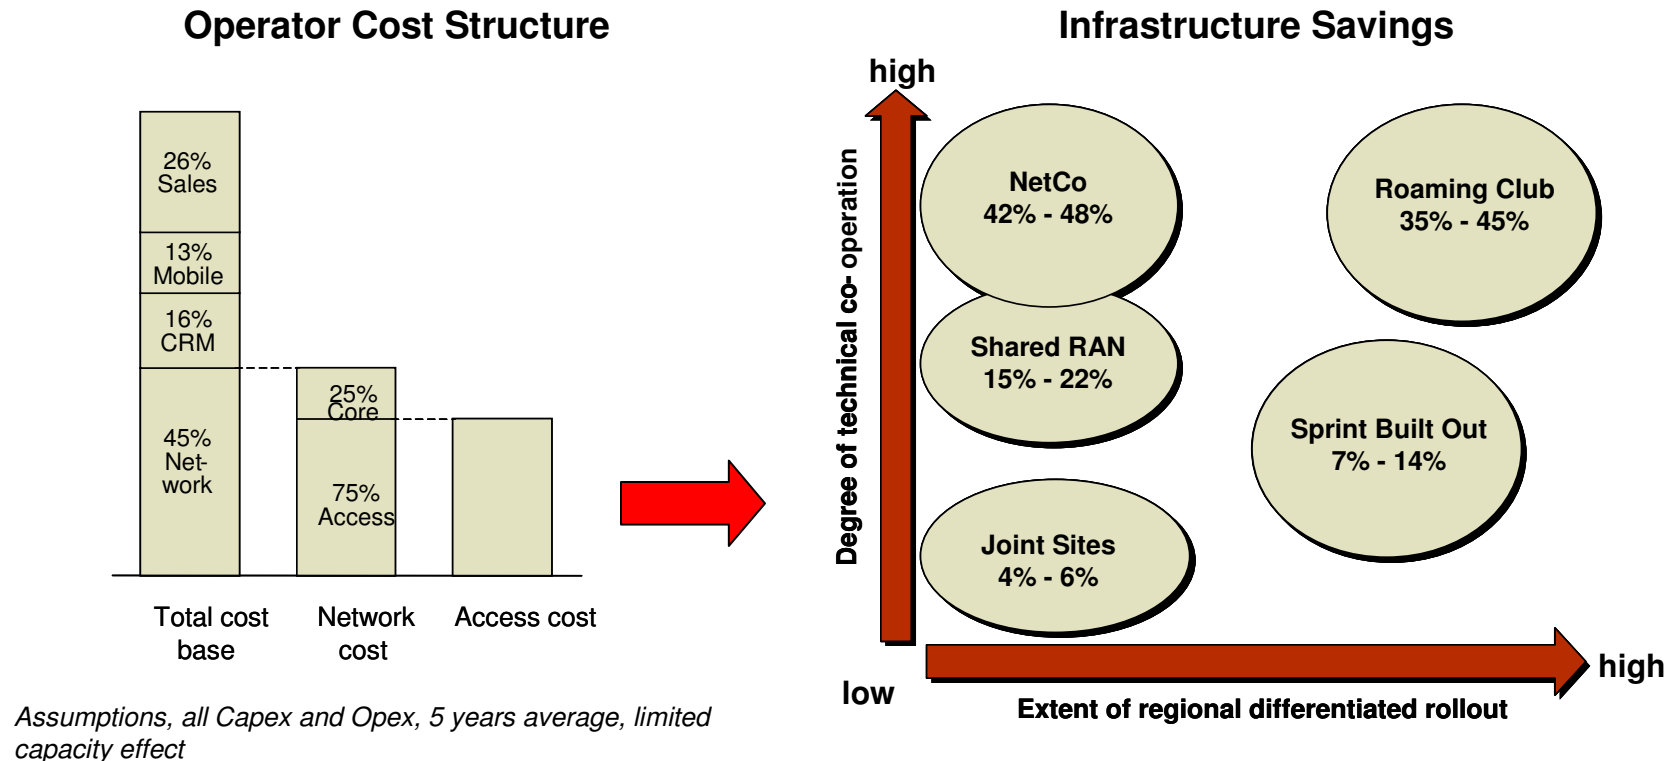 Operator Cost Structure
26%
Sales
13%
Mobile
16%
CRM
45%
Net-
work
25%
Core
75%
Access
Total cost
base
Network
cost
Access cost
Assumptions, all Capex and Opex, 5 years average, limited
capacity effect
Infrastructure Savings
high
Degree of technical co- operation
NetCo
42% - 48%
Roaming Club
35% - 45%
Shared RAN
15% - 22%
Sprint Built Out
7% - 14%
Joint Sites
4% - 6%
low
high
Extent of regional differentiated rollout